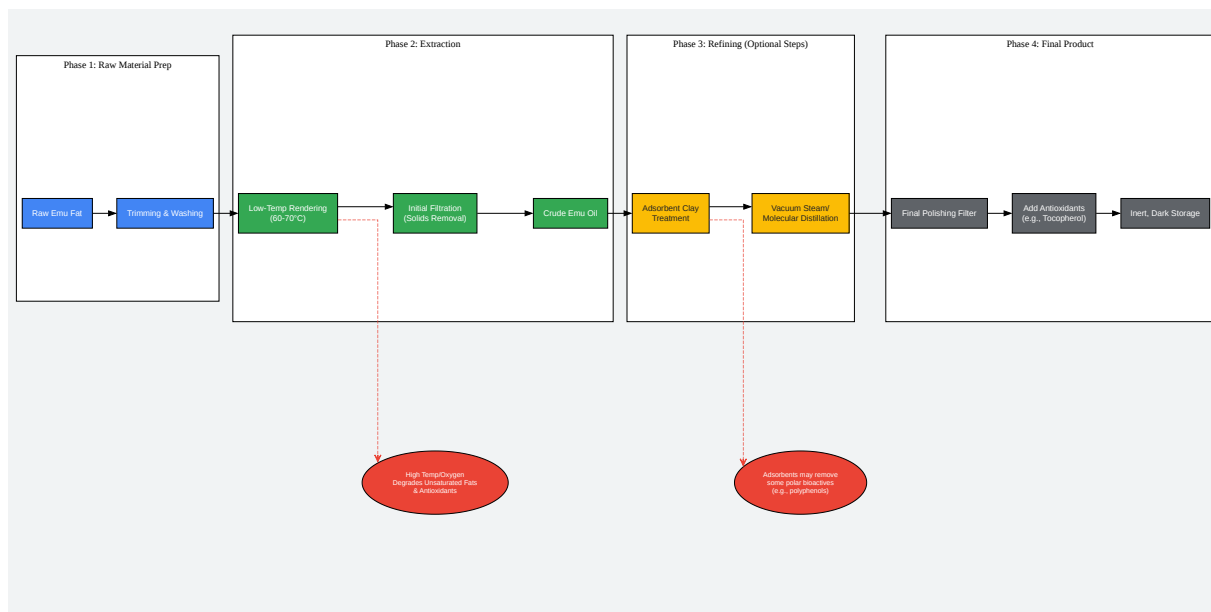 Phase 1: Raw Material Prep
Raw Emu Fat
Trimming & Washing
Phase 2: Extraction
Low-Temp Rendering
(60-70°C)
Initial Filtration
(Solids Removal)
Crude Emu Oil
Phase 3: Refining (Optional Steps)
Adsorbent Clay
Treatment
Vacuum Steam/
Molecular Distillation
Phase 4: Final Product
Final Polishing Filter
Add Antioxidants
(e.g., Tocopherol)
Inert, Dark Storage
High Temp/Oxygen
Degrades Unsaturated Fats
& Antioxidants
Adsorbents may remove
some polar bioactives
(e.g., polyphenols)